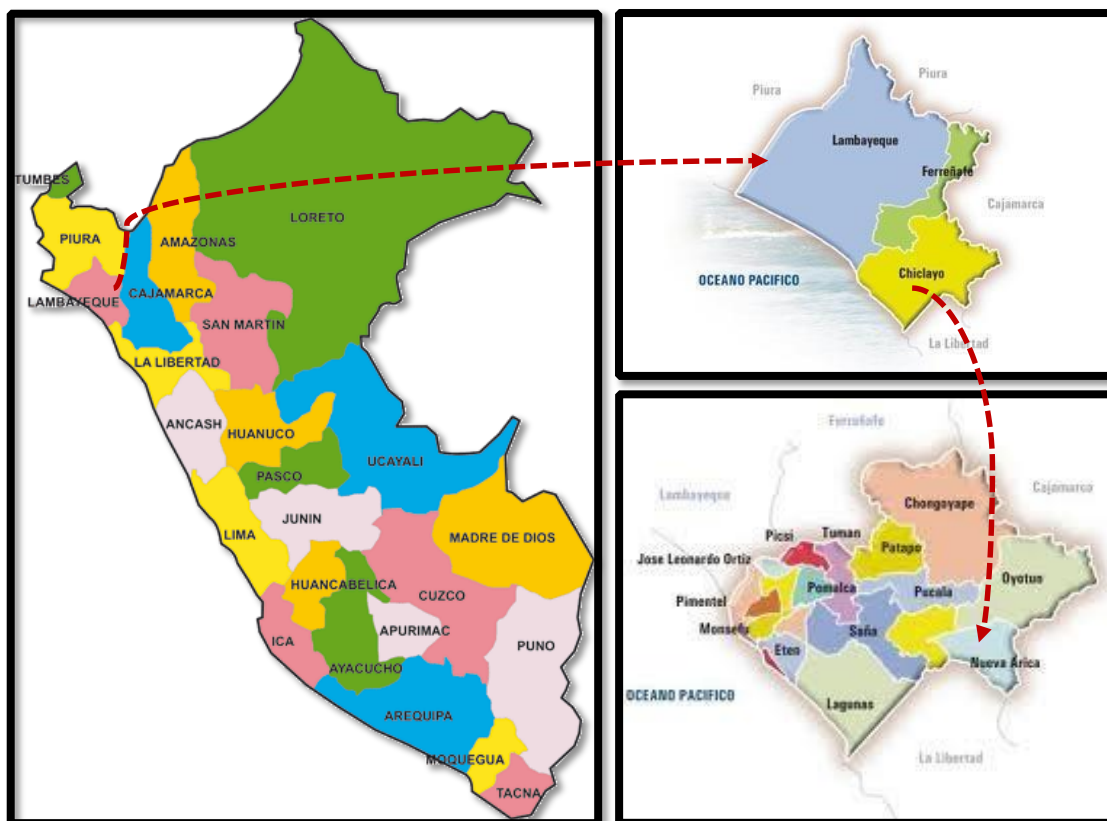 TUMBES
PIURA
LAMBAYEQUE
CAJAMARCA
AMAZONAS
LORETO
SAN MARTIN
LA LIBERTAD
ANCASH
HUANUCO
PASCO
UCAYALI
LIMA
JUNIN
MADRE DE DIOS
HUANCABELICA
CUZCO
ICA
APURIMAC
PUNO
AYACUCHO
AREQUIPA
MOQUEGUA
TACNA
Piura
Piura
Lambayeque
Ferreñafe
Cajamarca
OCEANO PACIFICO
Chiclayo
La Libertad
Ferreñafe
Lambayeque
Cajamarca
Chongoyape
Picsi
Tuman
Patapo
Jose Leonardo Ortiz
Oyotun
Pomalca
Pucala
Pimentel
Monsefu
Saña
Eten
Nueva Arica
OCEANO PACIFICO
Lagunas
La Libertad